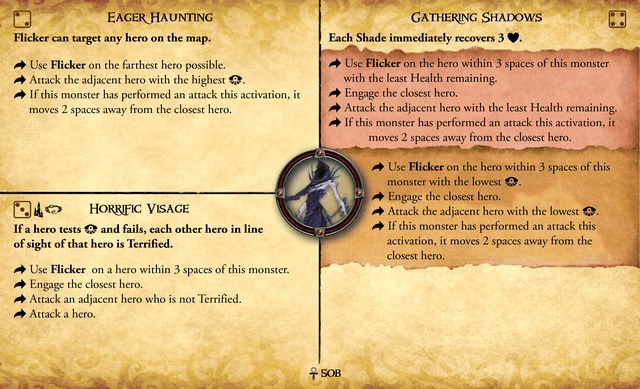 EAGER HAUNTING
Flicker can target any hero on the map.
Use Flicker on the farthest hero possible.
Attack the adjacent hero with the highest .
If this monster has performed an attack this activation, it
moves 2 spaces away from the closest hero.
HORRIFIC VISAGE
If a hero tests and fails, each other hero in line
of sight of that hero is Terrified.
Use Flicker on a hero within 3 spaces of this monster.
Engage the closest hero.
Attack an adjacent hero who is not Terrified.
Attack a hero.
GATHERING SHADOWS
Each Shade immediately recovers 3 ♥.
Use Flicker on the hero within 3 spaces of this monster
with the least Health remaining.
Engage the closest hero.
Attack the adjacent hero with the least Health remaining.
If this monster has performed an attack this activation, it
moves 2 spaces away from the closest hero.
Use Flicker on the hero within 3 spaces of this
monster with the lowest .
Engage the closest hero.
Attack the adjacent hero with the lowest .
If this monster has performed an attack this
activation, it moves 2 spaces away from the
closest hero.
☥ SOB